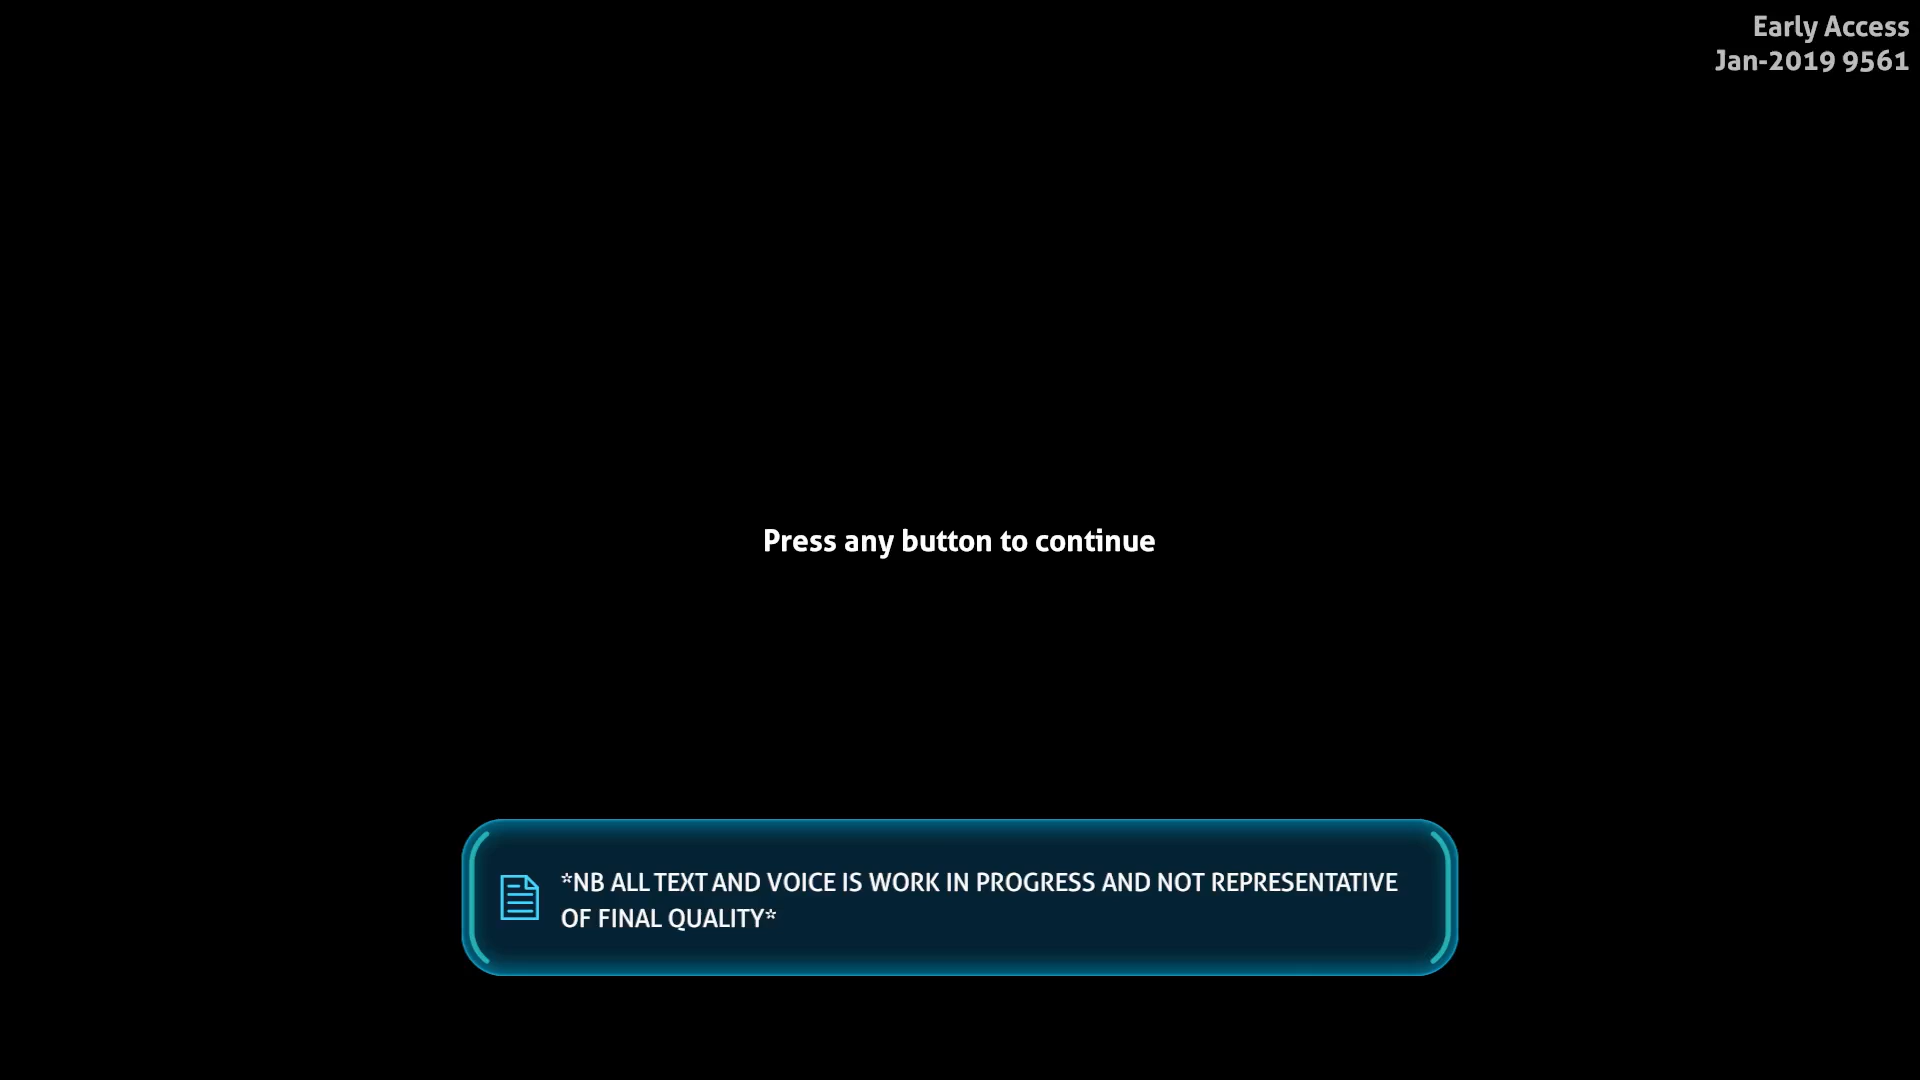 Early Access
Jan-2019 9561
Press any button to continue
*NB ALL TEXT AND VOICE IS WORK IN PROGRESS AND NOT REPRESENTATIVE
OF FINAL QUALITY*